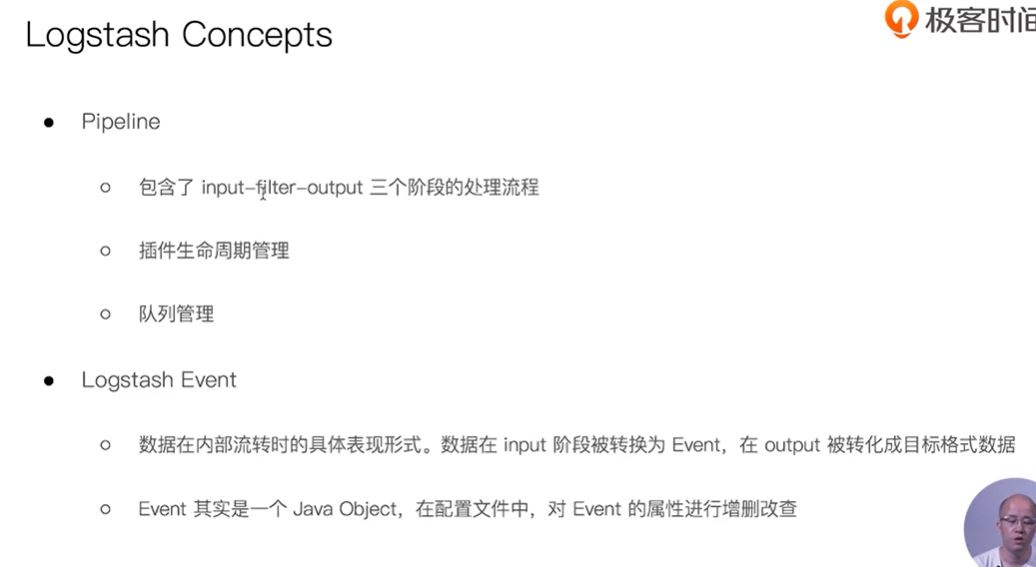 Logstash Concepts
极客时间
Pipeline
包含了 input-filter-output 三个阶段的处理流程
插件生命周期管理
队列管理
Logstash Event
数据在内部流转时的具体表现形式。数据在 input 阶段被转换为 Event，在 output 被转化成目标格式数据
Event 其实是一个 Java Object，在配置文件中，对 Event 的属性进行增删改查